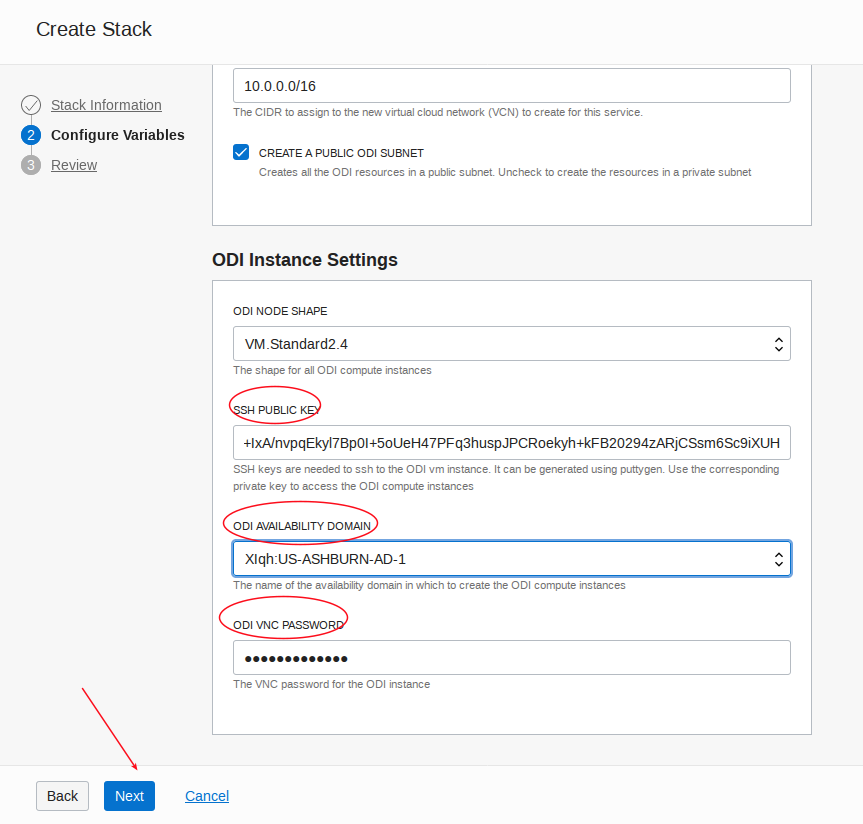 Create Stack
Stack Information
2 Configure Variables
3 Review
10.0.0.0/16
The CIDR to assign to the new virtual cloud network (VCN) to create for this service.
CREATE A PUBLIC ODI SUBNET
Creates all the ODI resources in a public subnet. Uncheck to create the resources in a private subnet
ODI Instance Settings
ODI NODE SHAPE
VM.Standard2.4
The shape for all ODI compute instances
SSH PUBLIC KEY
+IxA/nvpqEkyl7Bp0I+5oUeH47PFq3huspJPCRoekyh+kFB20294zARjCSsm6Sc9iXUH
SSH keys are needed to ssh to the ODI vm instance. It can be generated using puttygen. Use the corresponding
private key to access the ODI compute instances
ODI AVAILABILITY DOMAIN
XIqh:US-ASHBURN-AD-1
The name of the availability domain in which to create the ODI compute instances
ODI VNC PASSWORD
●●●●●●●●●●●●●
The VNC password for the ODI instance
Back Next Cancel